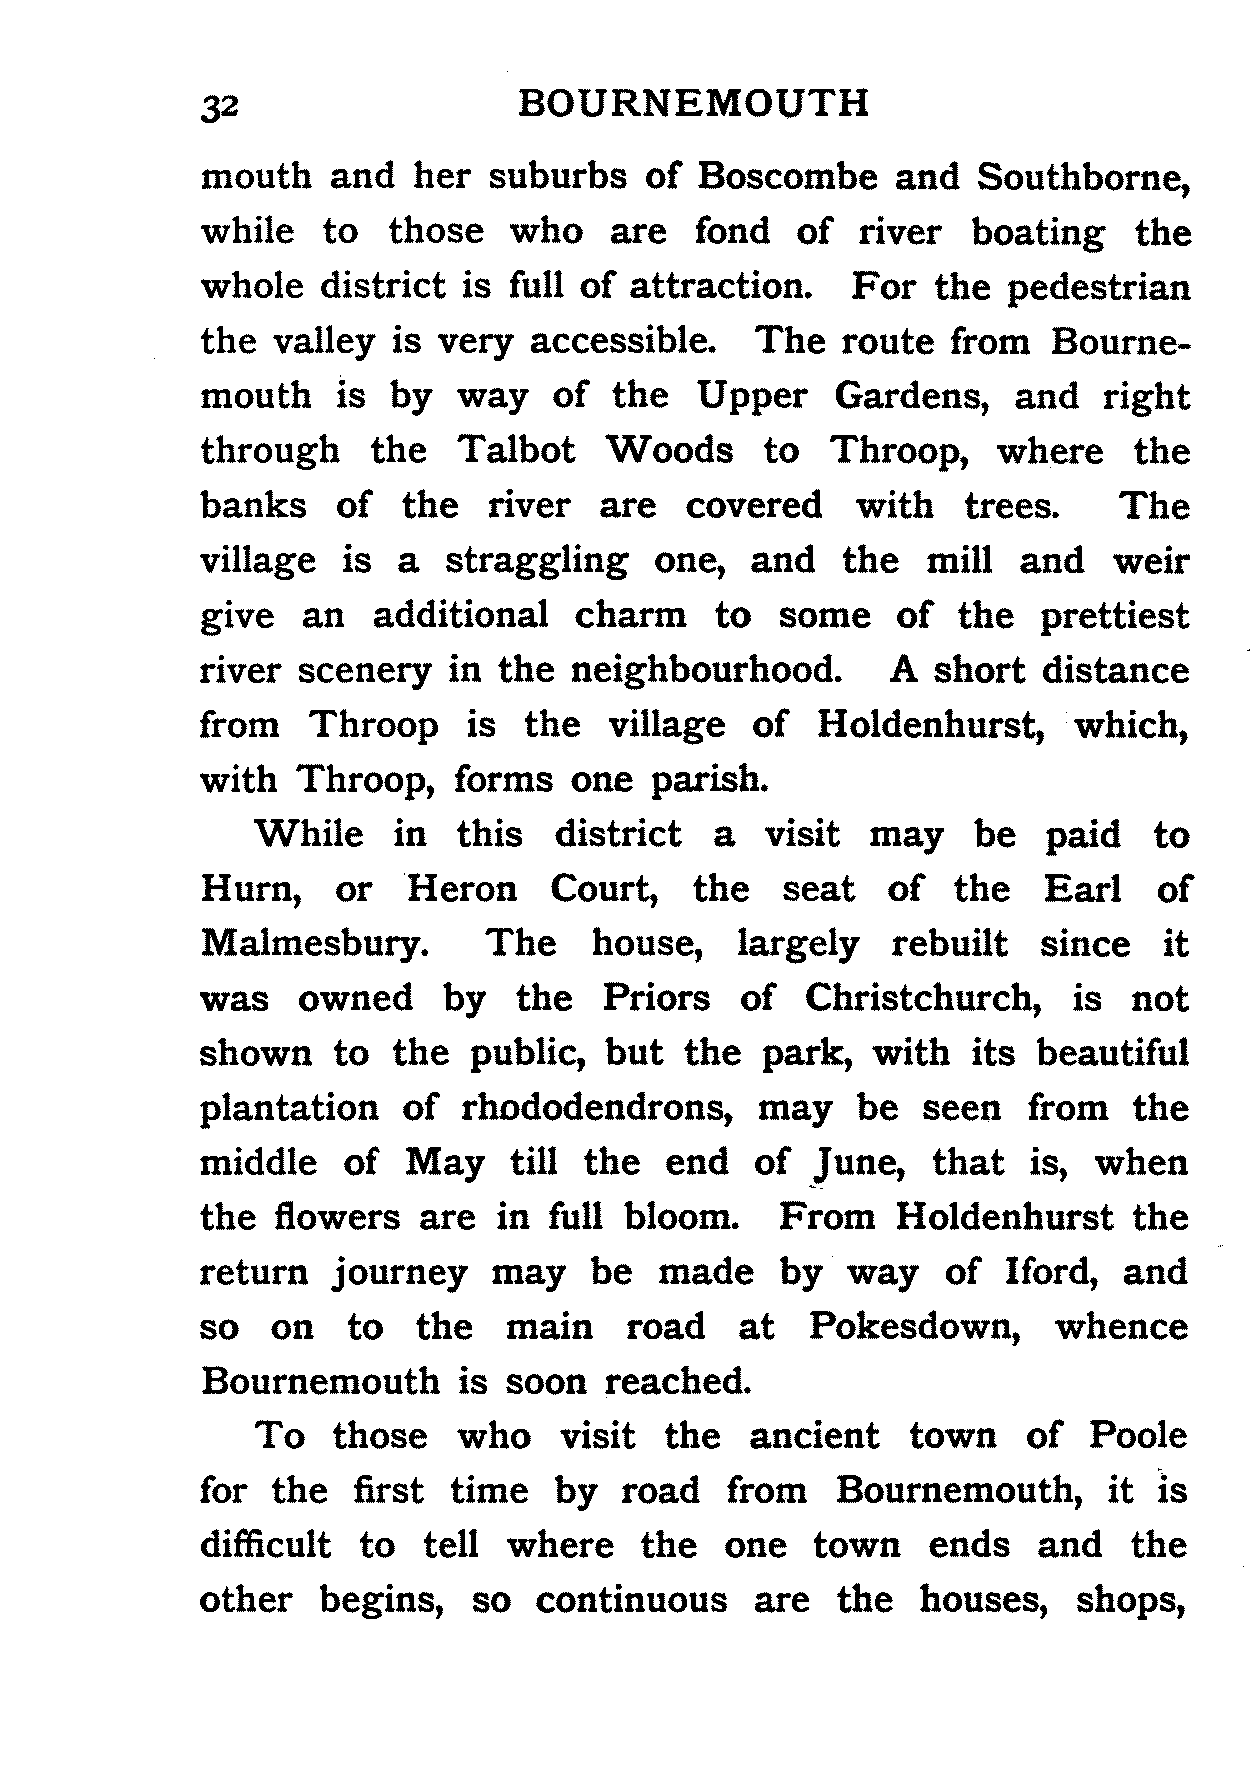 32 BOURNEMOUTH
mouth and her suburbs of Boscombe and Southborne,
while to those who are fond of river boating the
whole district is full of attraction. For the pedestrian
the valley is very accessible. The route from Bourne-
mouth is by way of the Upper Gardens, and right
through the Talbot Woods to Throop, where the
banks of the river are covered with trees. The
village is a straggling one, and the mill and weir
give an additional charm to some of the prettiest
river scenery in the neighbourhood. A short distance
from Throop is the village of Holdenhurst, which,
with Throop, forms one parish.
While in this district a visit may be paid to
Hurn, or Heron Court, the seat of the Earl of
Malmesbury. The house, largely rebuilt since it
was owned by the Priors of Christchurch, is not
shown to the public, but the park, with its beautiful
plantation of rhododendrons, may be seen from the
middle of May till the end of June, that is, when
the flowers are in full bloom. From Holdenhurst the
return journey may be made by way of Iford, and
so on to the main road at Pokesdown, whence
Bournemouth is soon reached.
To those who visit the ancient town of Poole
for the first time by road from Bournemouth, it is
difficult to tell where the one town ends and the
other begins, so continuous are the houses, shops,